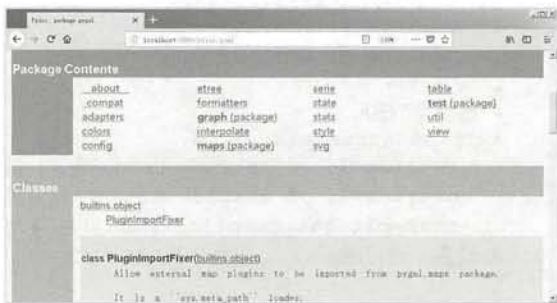 Pydoc: package pygal
localhost
Package Contents
__about__ etree serie table
_compat formatters state test (package)
adapters graph (package) stats util
colors interpolate style view
config maps (package) svg
Classes
builtins.object
PluginImportFixer
class PluginImportFixer(builtins.object)
Allow external map plugins to be imported from pygal.maps package.
It is a ``sys.meta_path`` loader.